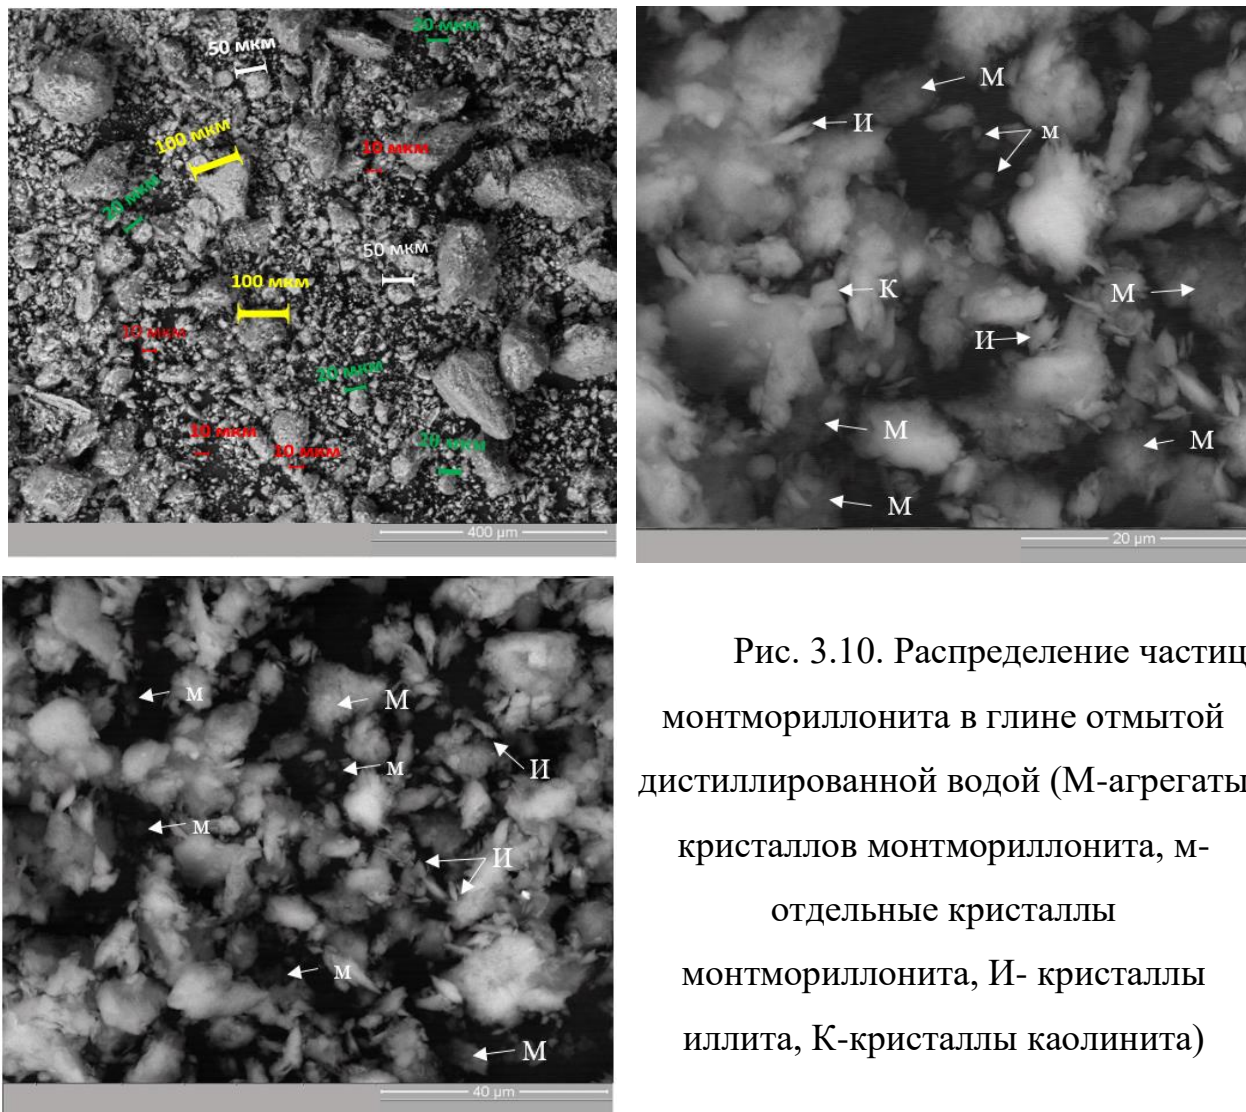 30 мкм
50 мкм
100 мкм
10 мкм
20 мкм
50 мкм
100 мкм
10 мкм
20 мкм
10 мкм
10 мкм
20 мкм
400 µm
М
И
м
К
М
И
М
М
М
20 µm
м
М
м
И
м
И
м
М
40 µm
Рис. 3.10. Распределение частиц
монтмориллонита в глине отмытой
дистиллированной водой (М-агрегаты
кристаллов монтмориллонита, м-
отдельные кристаллы
монтмориллонита, И- кристаллы
иллита, К-кристаллы каолинита)